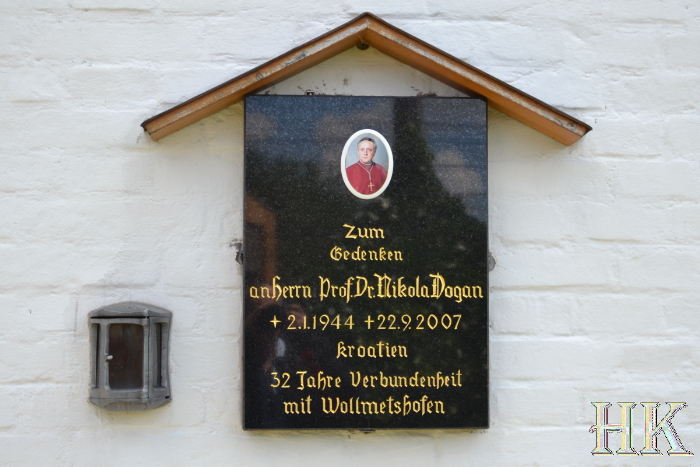 Zum
Gedenken
an Herrn Prof. Dr. Nikola Dogan
+ 2.1.1944 +22.9.2007
Kroatien
32 Jahre Verbundenheit
mit Wollmetshofen
HK